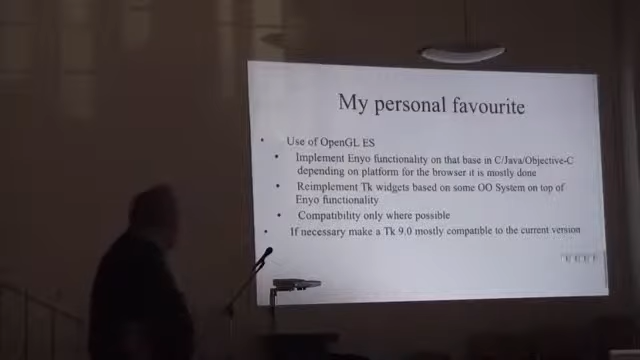 My personal favourite
• Use of OpenGL ES
• Implement Enyo functionality on that base in C/Java/Objective-C
depending on platform for the browser it is mostly done
• Reimplement Tk widgets based on some OO System on top of
Enyo functionality
• Compatibility only where possible
• If necessary make a Tk 9.0 mostly compatible to the current version